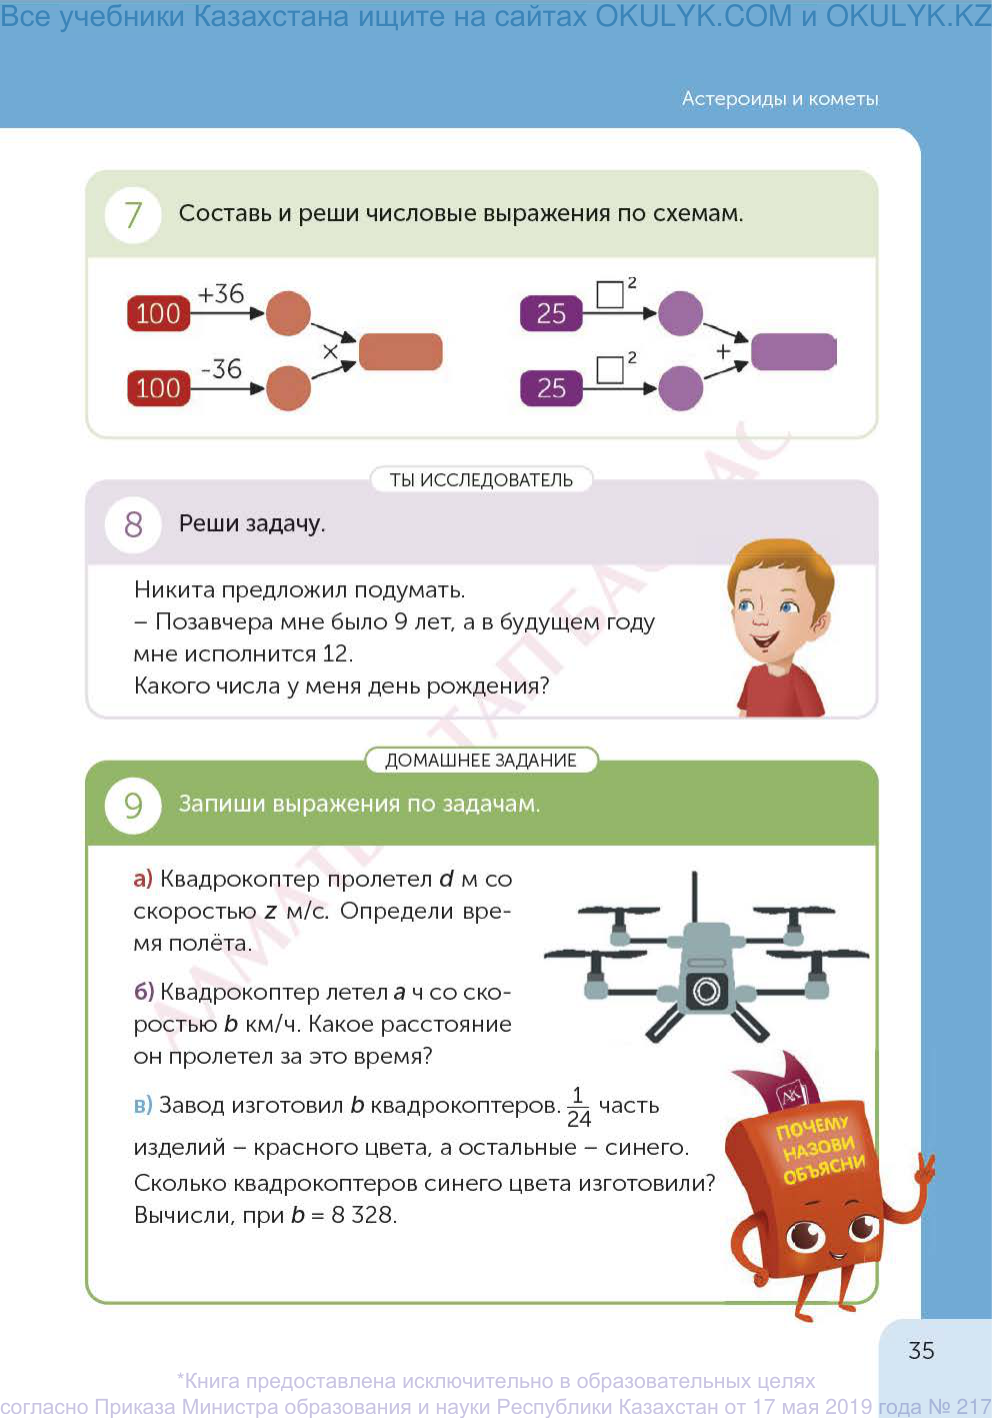 Все учебники Казахстана ищите на сайтах OKULYK.COM и OKULYK.KZ
Астероиды и кометы
7 Составь и реши числовые выражения по схемам.
+36
100
×
-36
100
2
25
+
2
25
ТЫ ИССЛЕДОВАТЕЛЬ
8 Реши задачу.
Никита предложил подумать.
– Позавчера мне было 9 лет, а в будущем году
мне исполнится 12.
Какого числа у меня день рождения?
ДОМАШНЕЕ ЗАДАНИЕ
9 Запиши выражения по задачам.
а) Квадрокоптер пролетел d м со
скоростью z м/с. Определи вре-
мя полёта.
б) Квадрокоптер летел a ч со ско-
ростью b км/ч. Какое расстояние
он пролетел за это время?
в) Завод изготовил b квадрокоптеров. 1/24 часть
изделий – красного цвета, а остальные – синего.
Сколько квадрокоптеров синего цвета изготовили?
Вычисли, при b = 8 328.
АК
ПОЧЕМУ
НАЗОВИ
ОБЪЯСНИ
35
*Книга предоставлена исключительно в образовательных целях
согласно Приказа Министра образования и науки Республики Казахстан от 17 мая 2019 года № 217